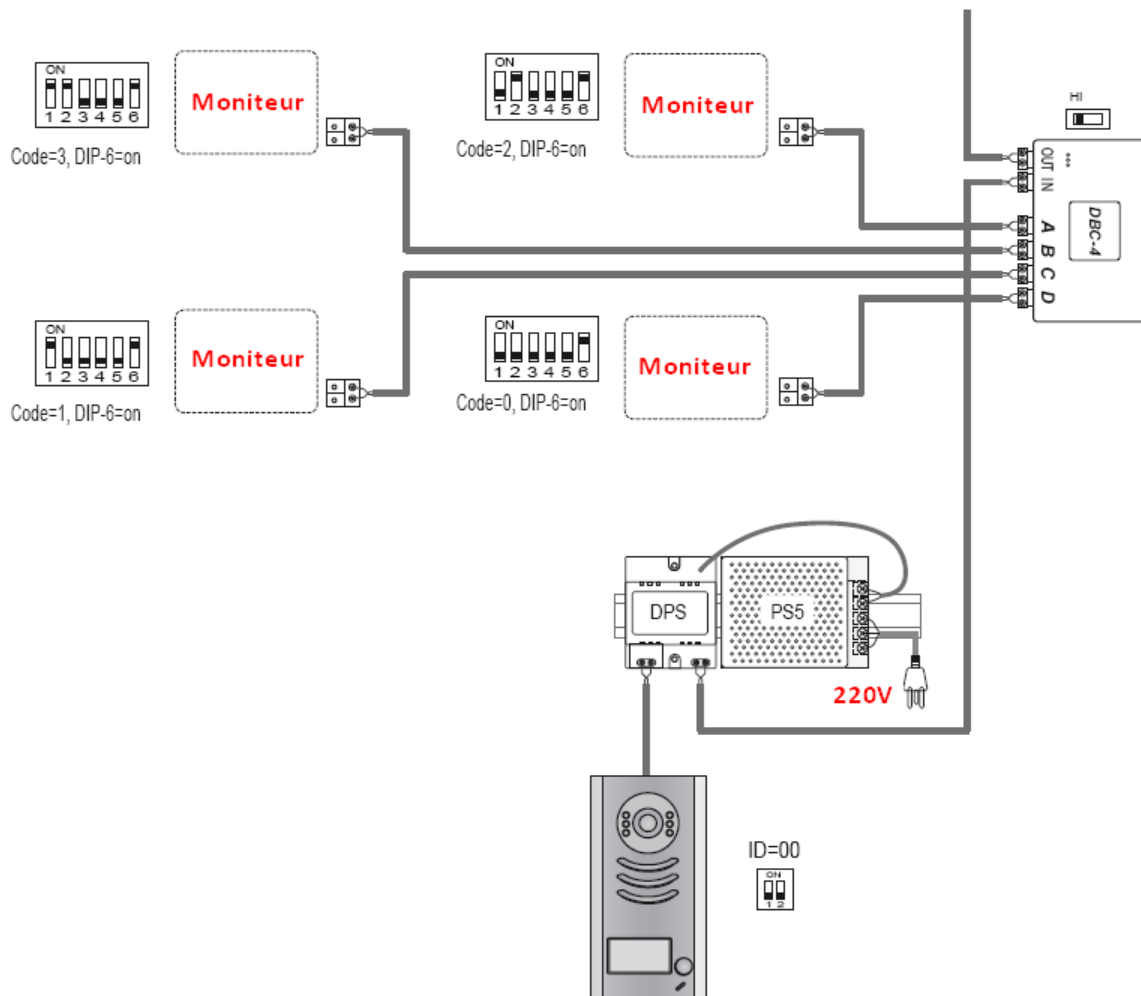 ON
1 2 3 4 5 6
Code=3, DIP-6=on
Moniteur
ON
1 2 3 4 5 6
Code=2, DIP-6=on
Moniteur
HI
OUT IN
A B C D
DBC-4
ON
1 2 3 4 5 6
Code=1, DIP-6=on
Moniteur
ON
1 2 3 4 5 6
Code=0, DIP-6=on
Moniteur
DPS
PS5
220V
ID=00
ON
1 2